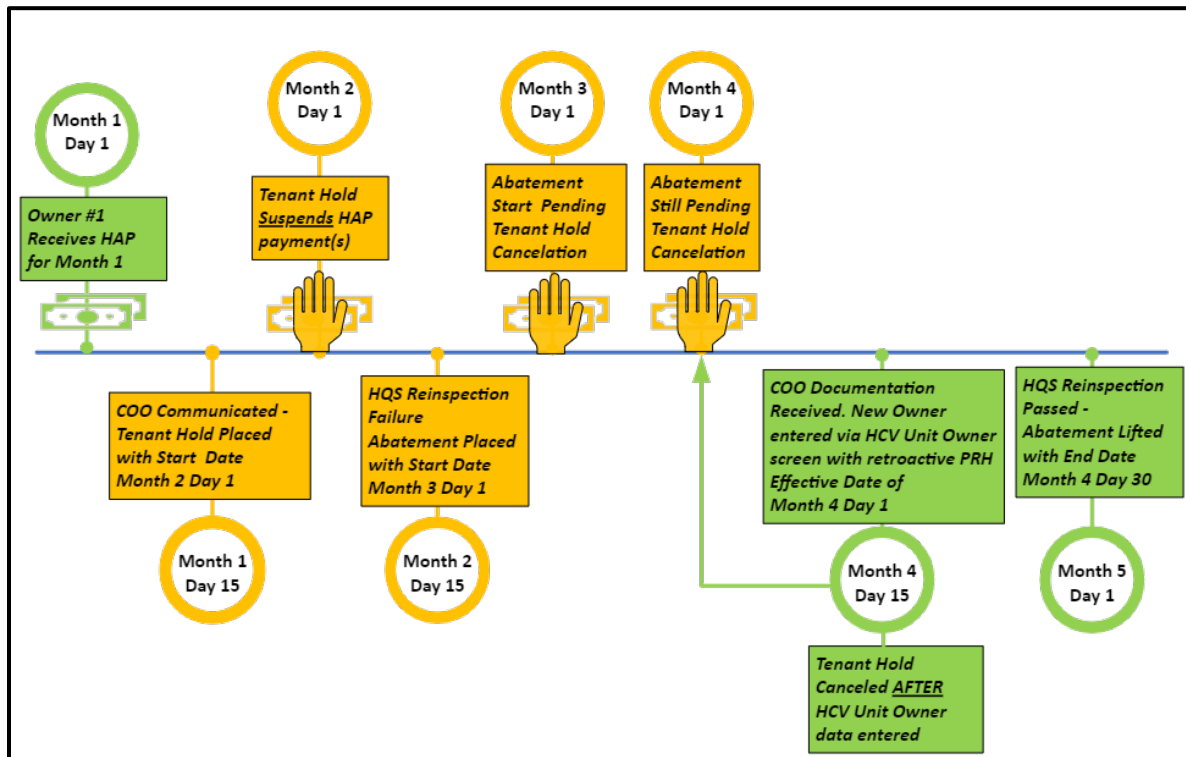 Month 1
Day 1
Owner #1
Receives HAP
for Month 1
COO Communicated -
Tenant Hold Placed
with Start Date
Month 2 Day 1
Month 1
Day 15
Month 2
Day 1
Tenant Hold
Suspends HAP
payment(s)
HQS Reinspection
Failure
Abatement Placed
with Start Date
Month 3 Day 1
Month 2
Day 15
Month 3
Day 1
Abatement
Start Pending
Tenant Hold
Cancelation
Month 4
Day 1
Abatement
Still Pending
Tenant Hold
Cancelation
COO Documentation
Received. New Owner
entered via HCV Unit Owner
screen with retroactive PRH
Effective Date of
Month 4 Day 1
Month 4
Day 15
Tenant Hold
Canceled AFTER
HCV Unit Owner
data entered
HQS Reinspection
Passed -
Abatement Lifted
with End Date
Month 4 Day 30
Month 5
Day 1